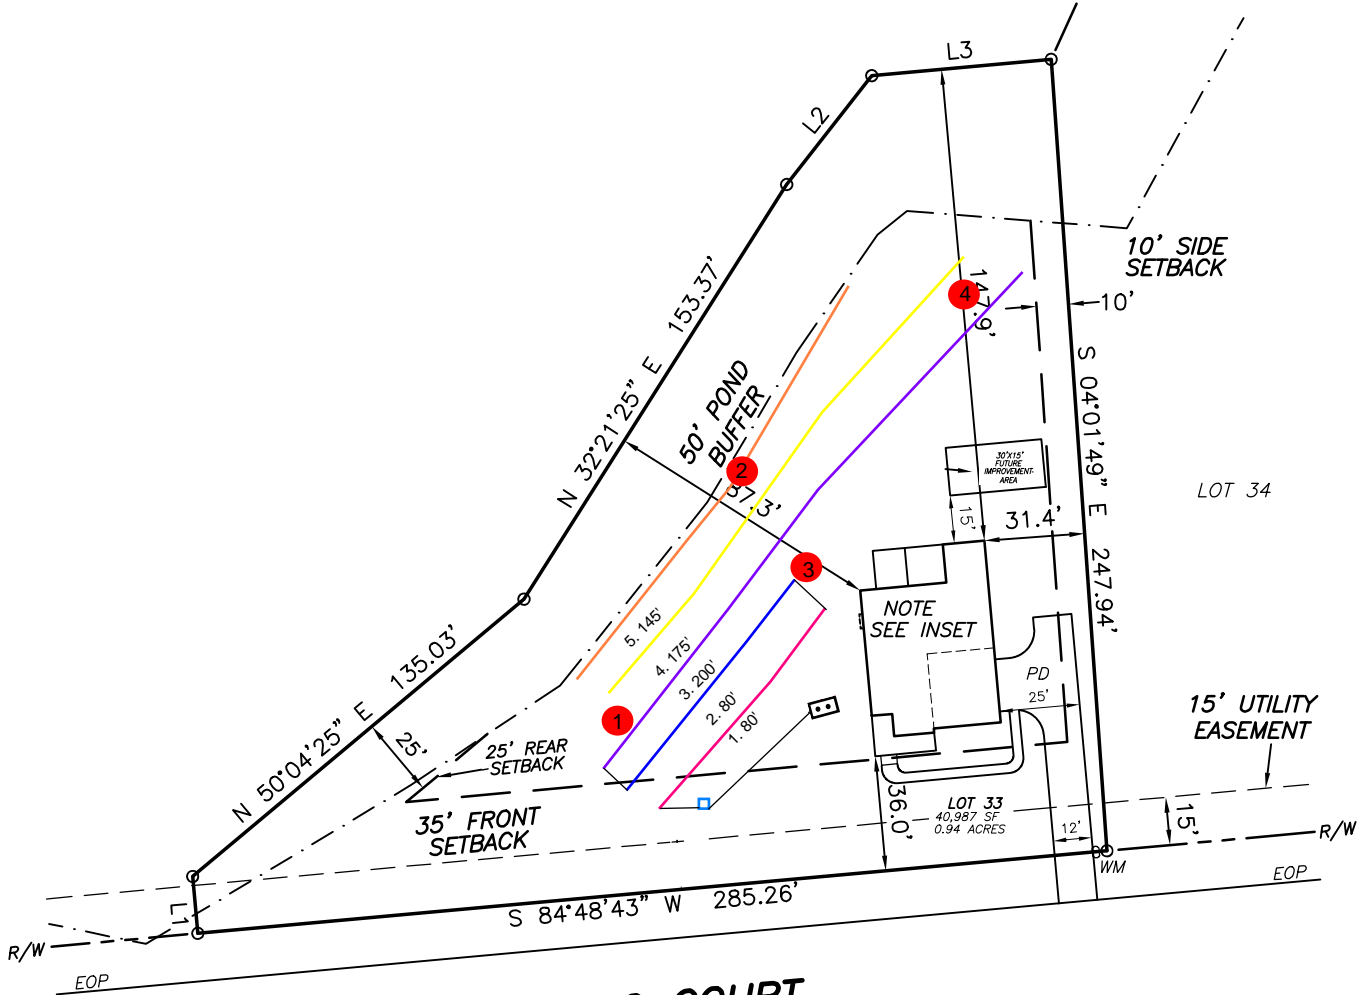 L3
L2
10' SIDE
SETBACK
10'
147.9'
4
N 32°21'25" E 153.37'
50' POND
BUFFER
2
S 04°01'49" E 247.94'
30'X15'
FUTURE
IMPROVEMENT
AREA
LOT 34
15'
31.4'
3
NOTE
SEE INSET
5. 145'
4. 175'
3. 200'
2. 80'
1. 80'
1
N 50°04'25" E 135.03'
25'
25' REAR
SETBACK
PD
25'
15' UTILITY
EASEMENT
35' FRONT
SETBACK
36.0'
LOT 33
40,987 SF
0.94 ACRES
12'
15'
R/W
WM
EOP
L1
S 84°48'43" W 285.26'
R/W
EOP
COURT